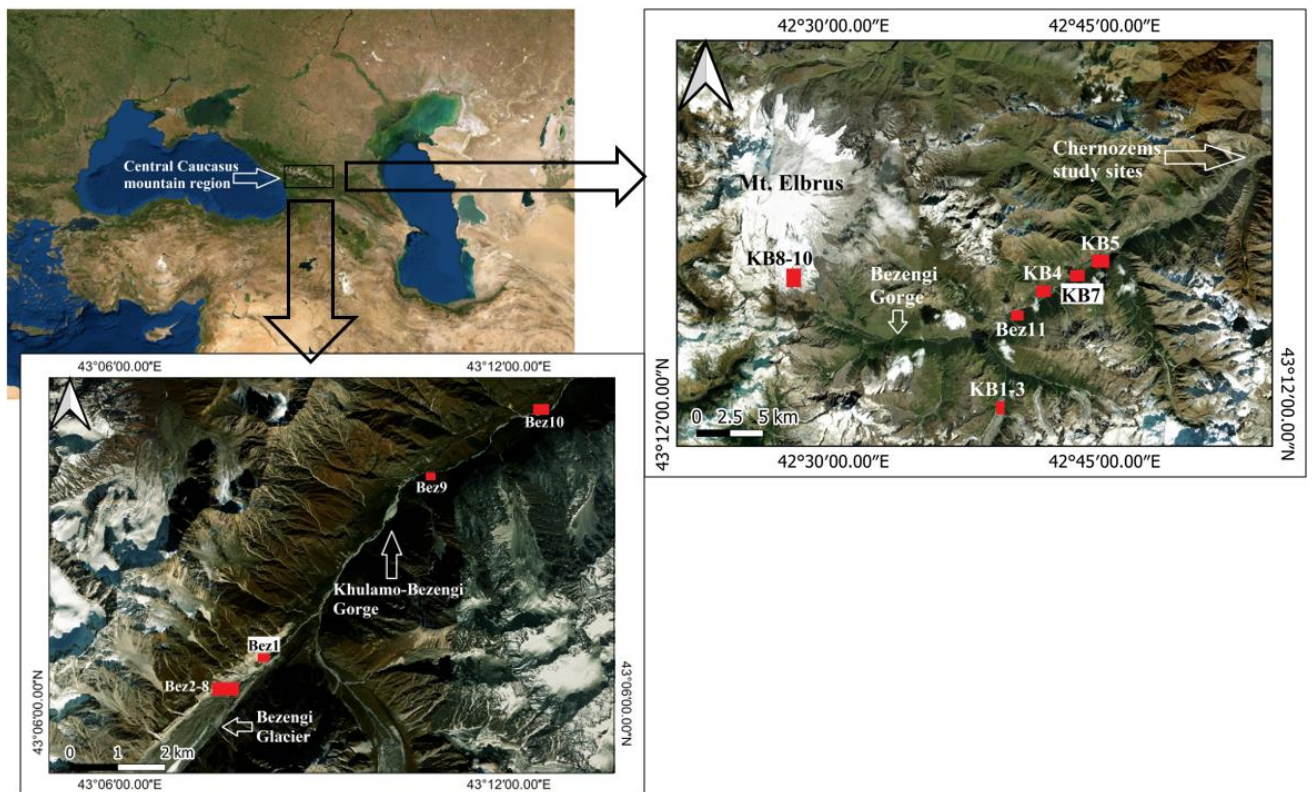 Central Caucasus
mountain region
42°30′00.00″E
42°45′00.00″E
Chernozems
study sites
Mt. Elbrus
KB8-10
KB5
KB4
KB7
Bezengi
Gorge
Bez11
KB1-3
0 2.5 5 km
43°12′00.00″N
43°12′00.00″N
42°30′00.00″E
42°45′00.00″E
43°06′00.00″E
43°12′00.00″E
Bez10
Bez9
Khulamo-Bezengi
Gorge
Bez1
Bez2-8
Bezengi
Glacier
43°06′00.00″N
43°06′00.00″N
0 1 2 km
43°06′00.00″E
43°12′00.00″E